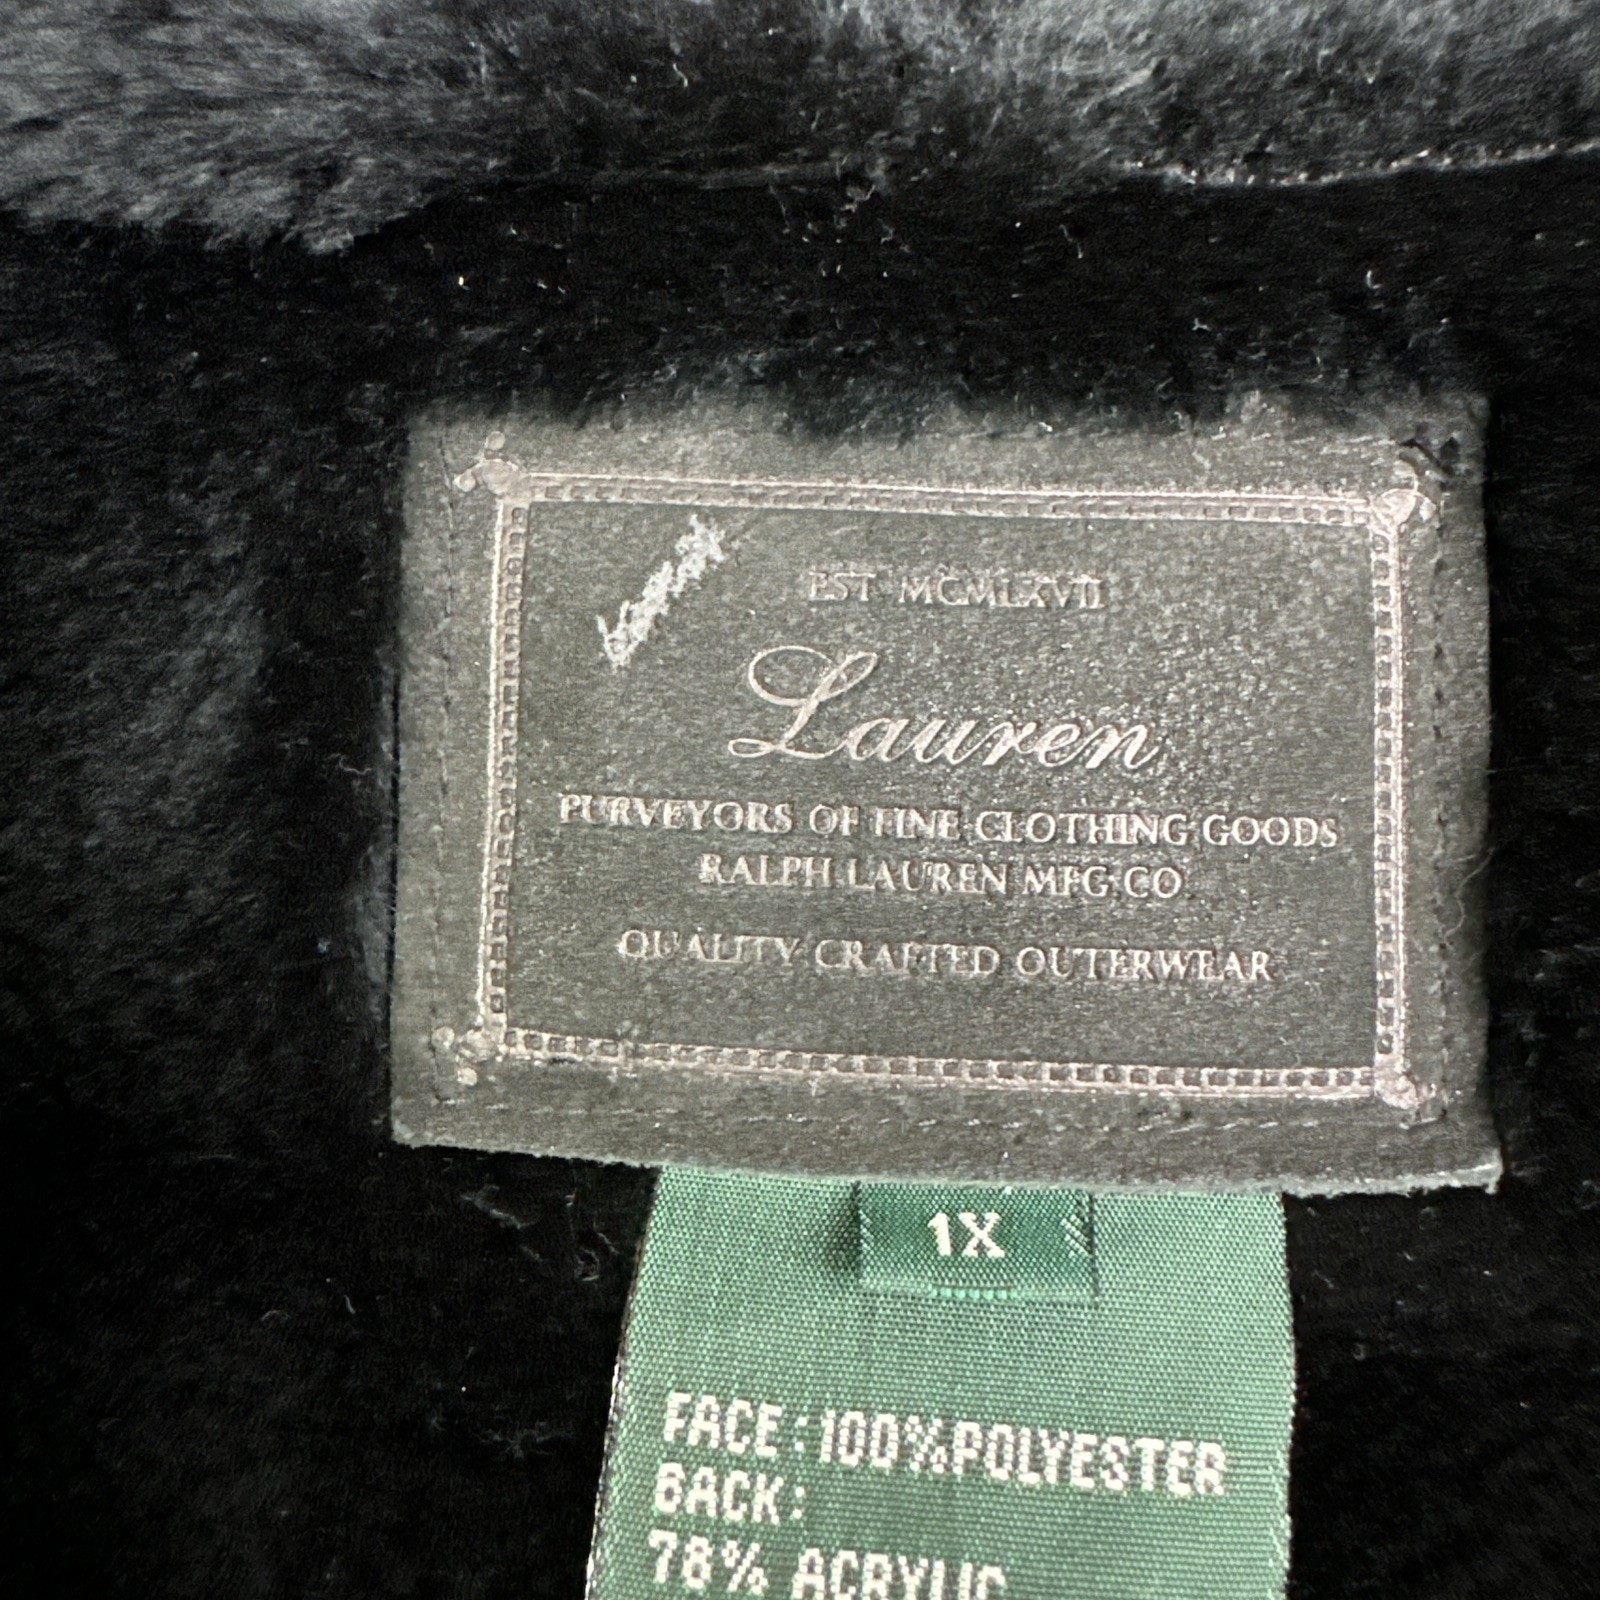 EST MCMLXVII
Lauren
PURVEYORS OF FINE CLOTHING GOODS
RALPH LAUREN MFG CO
QUALITY CRAFTED OUTERWEAR
1X
FACE: 100%POLYESTER
BACK:
78% ACRYLIC